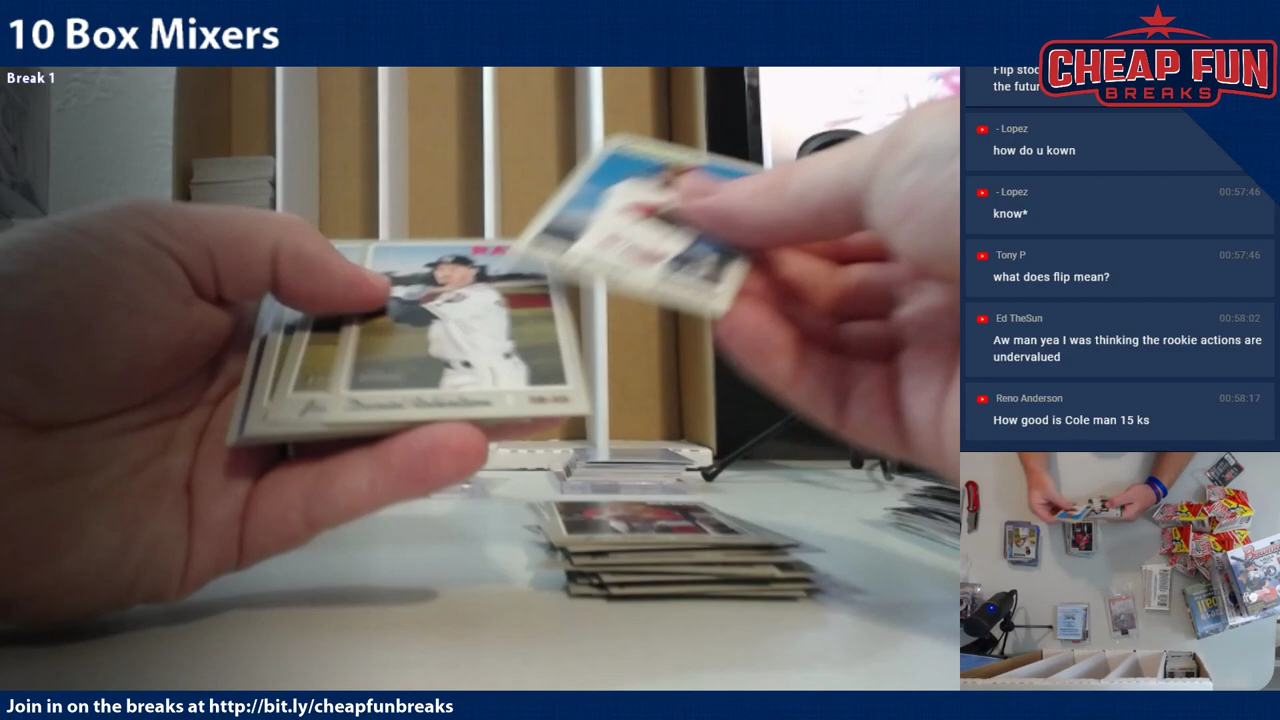 10 Box Mixers
CHEAP FUN
BREAKS
Break 1
Flip stoc
the futur
- Lopez
how do u kown
- Lopez 00:57:46
know*
Tony P 00:57:46
what does flip mean?
Ed TheSun 00:58:02
Aw man yea I was thinking the rookie actions are
undervalued
Reno Anderson 00:58:17
How good is Cole man 15 ks
Join in on the breaks at http://bit.ly/cheapfunbreaks